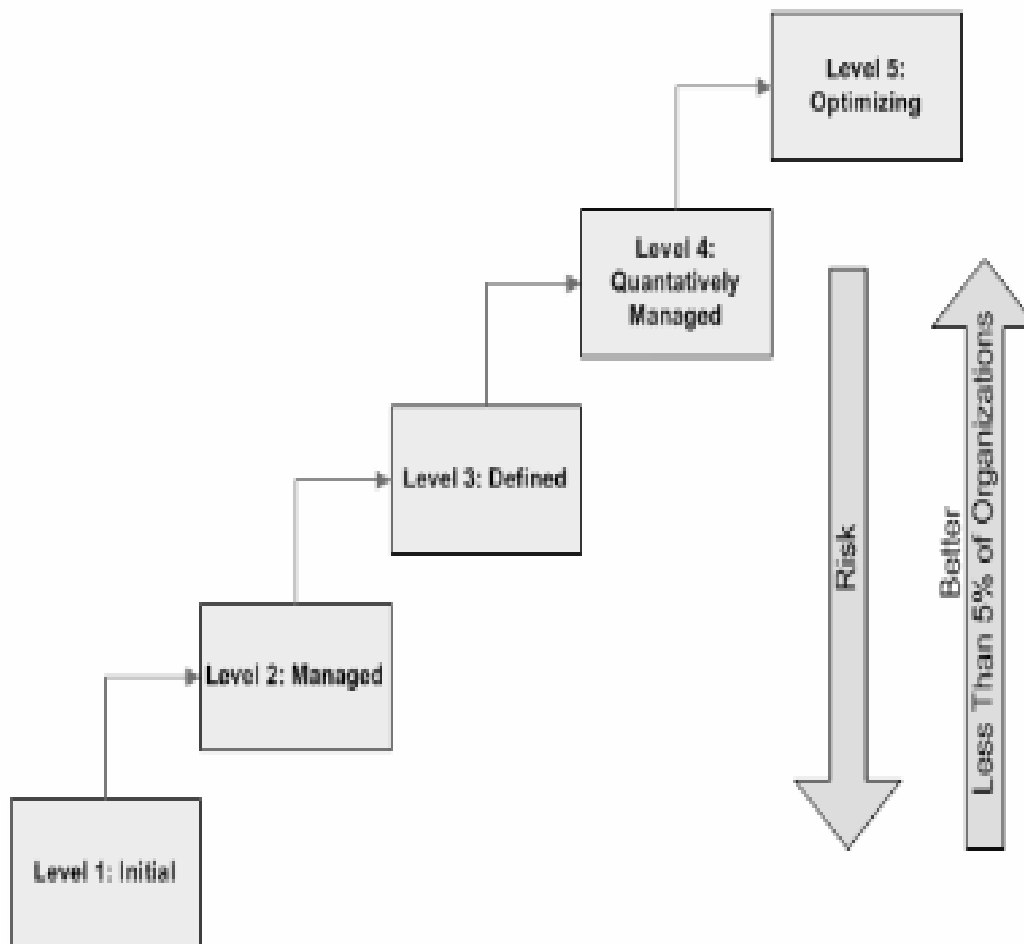 Level 5:
Optimizing
Level 4:
Quantatively
Managed
Level 3: Defined
Level 2: Managed
Level 1: Initial
Risk
Better
Less Than 5% of Organizations